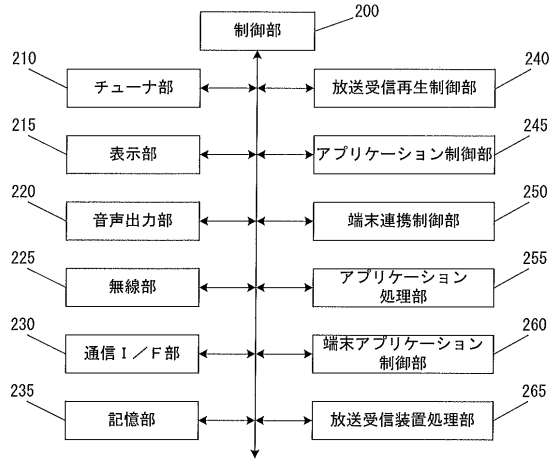 制御部
200
210
チューナ部
放送受信再生制御部
240
215
表示部
アプリケーション制御部
245
220
音声出力部
端末連携制御部
250
225
無線部
アプリケーション
処理部
255
230
通信I/F部
端末アプリケーション
制御部
260
235
記憶部
放送受信装置処理部
265